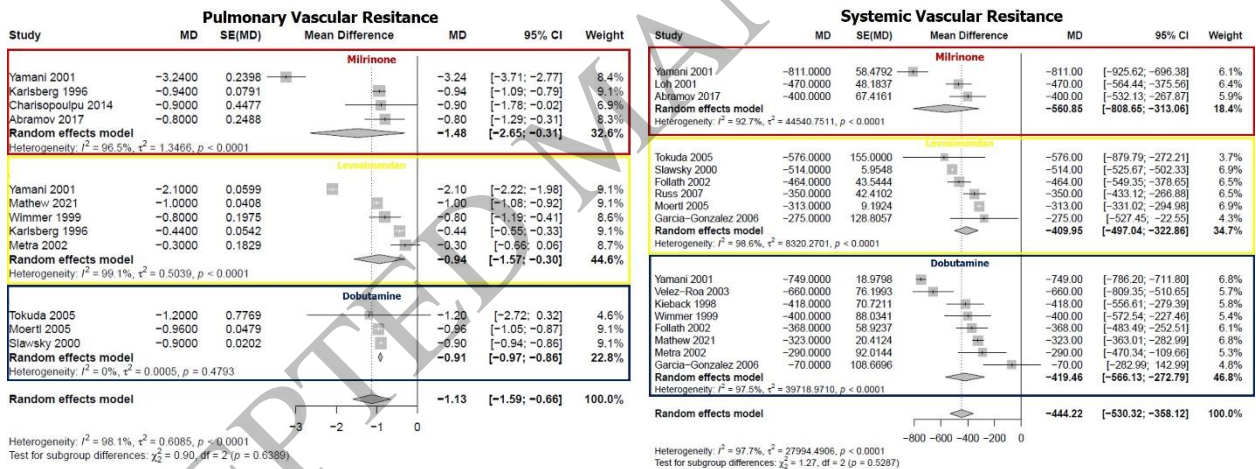 Pulmonary Vascular Resitance
Study MD SE(MD) Mean Difference MD 95% CI Weight
Milrinone
Yamani 2001 −3.2400 0.2398 −3.24 [−3.71; −2.77] 8.4%
Karlsberg 1996 −0.9400 0.0791 −0.94 [−1.09; −0.79] 9.1%
Charisopoulpu 2014 −0.9000 0.4477 −0.90 [−1.78; −0.02] 6.9%
Abramov 2017 −0.8000 0.2488 −0.80 [−1.29; −0.31] 8.3%
Random effects model −1.48 [−2.65; −0.31] 32.6%
Heterogeneity: I² = 96.5%, τ² = 1.3466, p < 0.0001
Levosimendan
Yamani 2001 −2.1000 0.0599 −2.10 [−2.22; −1.98] 9.1%
Mathew 2021 −1.0000 0.0408 −1.00 [−1.08; −0.92] 9.1%
Wimmer 1999 −0.8000 0.1975 −0.80 [−1.19; −0.41] 8.6%
Karlsberg 1996 −0.4400 0.0542 −0.44 [−0.55; −0.33] 9.1%
Metra 2002 −0.3000 0.1829 −0.30 [−0.66; 0.06] 8.7%
Random effects model −0.94 [−1.57; −0.30] 44.6%
Heterogeneity: I² = 99.1%, τ² = 0.5039, p < 0.0001
Dobutamine
Tokuda 2005 −1.2000 0.7769 −1.20 [−2.72; 0.32] 4.6%
Moertl 2005 −0.9600 0.0479 −0.96 [−1.05; −0.87] 9.1%
Slawsky 2000 −0.9000 0.0202 −0.90 [−0.94; −0.86] 9.1%
Random effects model −0.91 [−0.97; −0.86] 22.8%
Heterogeneity: I² = 0%, τ² = 0.0005, p = 0.4793
Random effects model −1.13 [−1.59; −0.66] 100.0%
−3 −2 −1 0 1 2 3
Heterogeneity: I² = 98.1%, τ² = 0.6085, p < 0.0001
Test for subgroup differences: χ²₂ = 0.90, df = 2 (p = 0.6389)
Systemic Vascular Resitance
Study MD SE(MD) Mean Difference MD 95% CI Weight
Milrinone
Yamani 2001 −811.0000 58.4792 −811.00 [−925.62; −696.38] 6.1%
Loh 2001 −470.0000 48.1837 −470.00 [−564.44; −375.56] 6.4%
Abramov 2017 −400.0000 67.4161 −400.00 [−532.13; −267.87] 5.9%
Random effects model −560.85 [−808.65; −313.06] 18.4%
Heterogeneity: I² = 92.7%, τ² = 44540.7511, p < 0.0001
Levosimendan
Tokuda 2005 −576.0000 155.0000 −576.00 [−879.79; −272.21] 3.7%
Slawsky 2000 −514.0000 5.9548 −514.00 [−525.67; −502.33] 6.9%
Follath 2002 −464.0000 43.5444 −464.00 [−549.35; −378.65] 6.5%
Russ 2007 −350.0000 42.4102 −350.00 [−433.12; −266.88] 6.5%
Moertl 2005 −313.0000 9.1924 −313.00 [−331.02; −294.98] 6.9%
Garcia−Gonzalez 2006 −275.0000 128.8057 −275.00 [−527.45; −22.55] 4.3%
Random effects model −409.95 [−497.04; −322.86] 34.7%
Heterogeneity: I² = 98.6%, τ² = 8320.2701, p < 0.0001
Dobutamine
Yamani 2001 −749.0000 18.9798 −749.00 [−786.20; −711.80] 6.8%
Velez−Roa 2003 −660.0000 76.1993 −660.00 [−809.35; −510.65] 5.7%
Kieback 1998 −418.0000 70.7211 −418.00 [−556.61; −279.39] 5.8%
Wimmer 1999 −400.0000 88.0341 −400.00 [−572.54; −227.46] 5.4%
Follath 2002 −368.0000 58.9237 −368.00 [−483.49; −252.51] 6.1%
Mathew 2021 −323.0000 20.4124 −323.00 [−363.01; −282.99] 6.8%
Metra 2002 −290.0000 92.0144 −290.00 [−470.34; −109.66] 5.3%
Garcia−Gonzalez 2006 −70.0000 108.6696 −70.00 [−282.99; 142.99] 4.8%
Random effects model −419.46 [−566.13; −272.79] 46.8%
Heterogeneity: I² = 97.5%, τ² = 39718.9710, p < 0.0001
Random effects model −444.22 [−530.32; −358.12] 100.0%
−800 −600 −400 −200 0
Heterogeneity: I² = 97.7%, τ² = 27994.4906, p < 0.0001
Test for subgroup differences: χ²₂ = 1.27, df = 2 (p = 0.5287)
EPTED MA